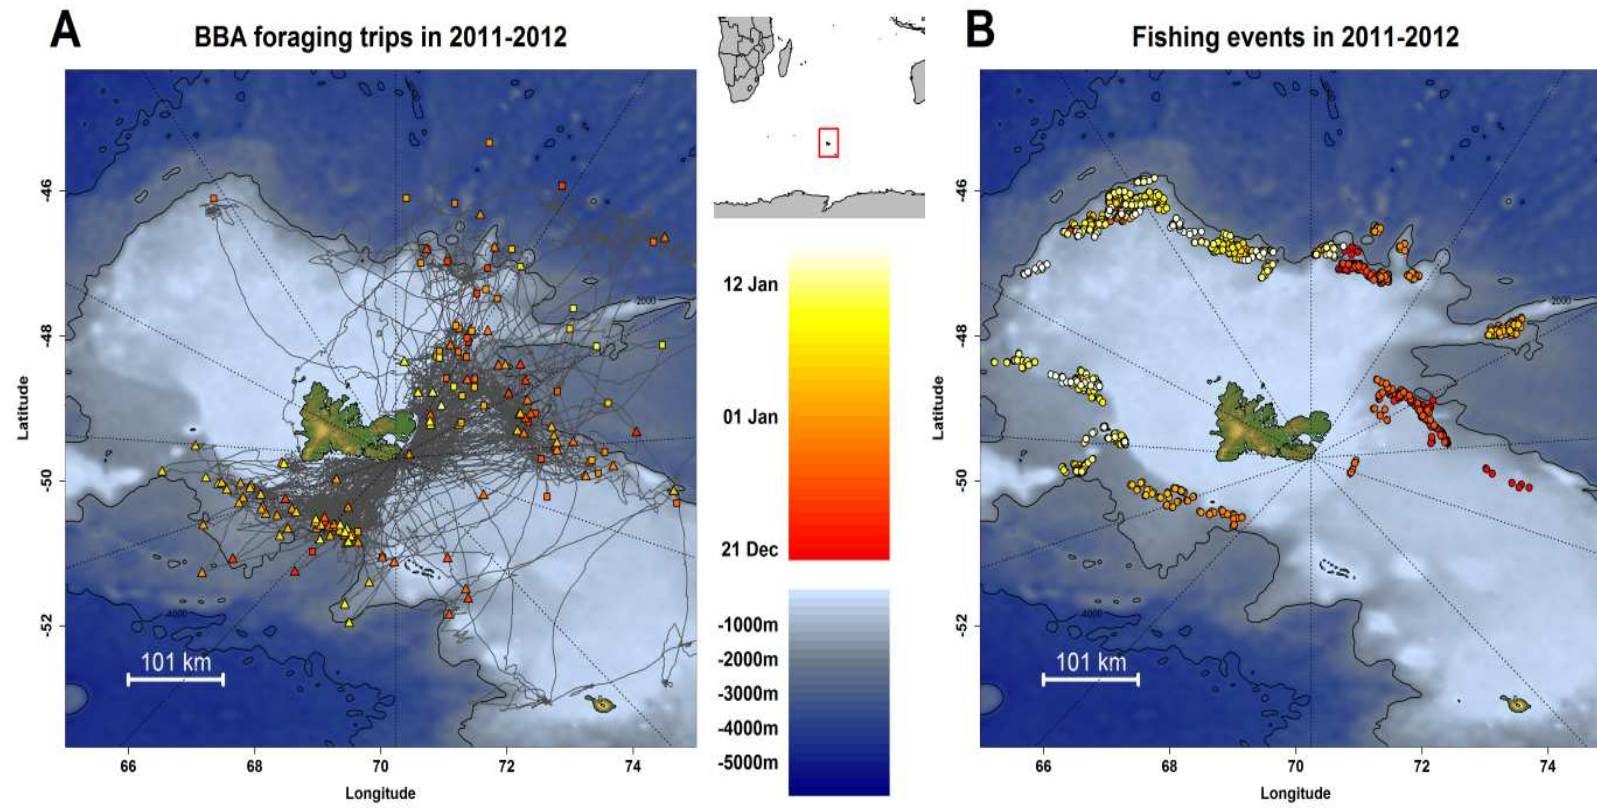 A
BBA foraging trips in 2011-2012
-46
-48
-50
-52
Latitude
2000
-4000
101 km
66
68
70
72
74
Longitude
12 Jan
01 Jan
21 Dec
-1000m
-2000m
-3000m
-4000m
-5000m
B
Fishing events in 2011-2012
-46
-48
-50
-52
Latitude
-2000
-4000
101 km
66
68
70
72
74
Longitude